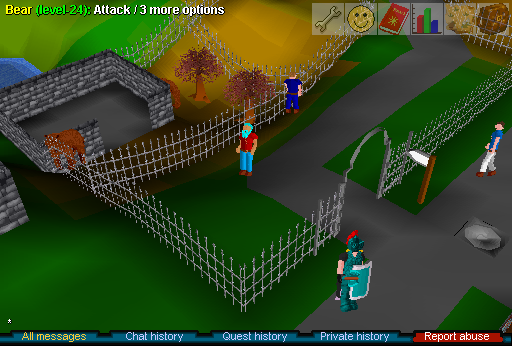 Bear (level-24): Attack / 3 more options
*
All messages
Chat history
Quest history
Private history
Report abuse